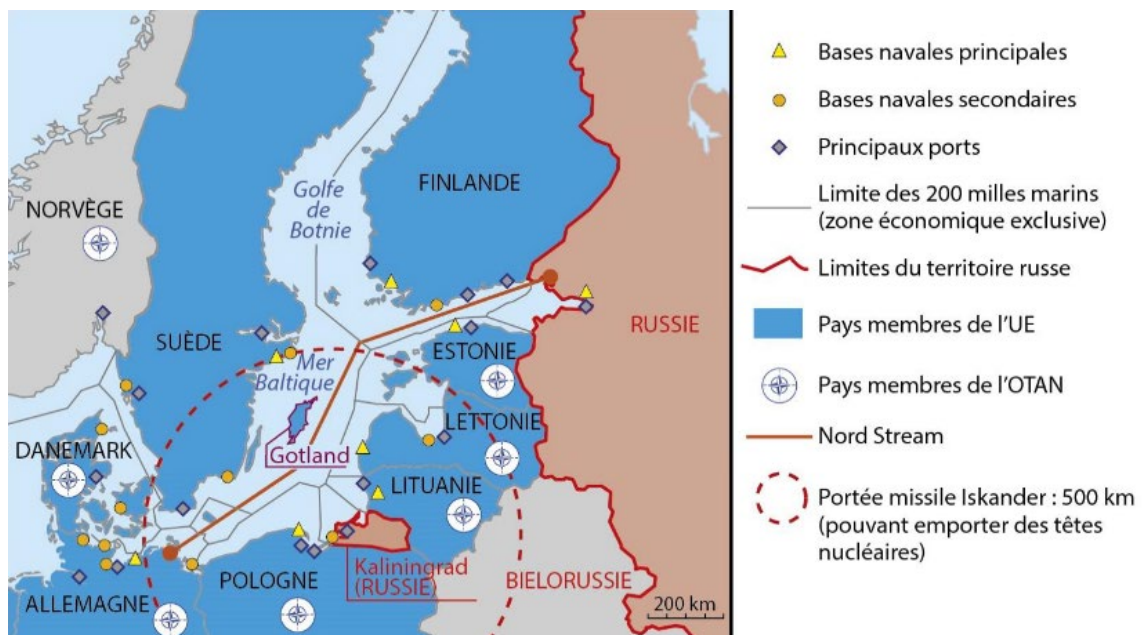 NORVÈGE
SUÈDE
FINLANDE
Golfe
de
Botnie
RUSSIE
ESTONIE
Mer
Baltique
LETTONIE
DANEMARK
Gotland
LITUANIE
Kaliningrad
(RUSSIE)
POLOGNE
BIELORUSSIE
ALLEMAGNE
200 km
Bases navales principales
Bases navales secondaires
Principaux ports
Limite des 200 milles marins
(zone économique exclusive)
Limites du territoire russe
Pays membres de l'UE
Pays membres de l'OTAN
Nord Stream
Portée missile Iskander : 500 km
(pouvant emporter des têtes
nucléaires)